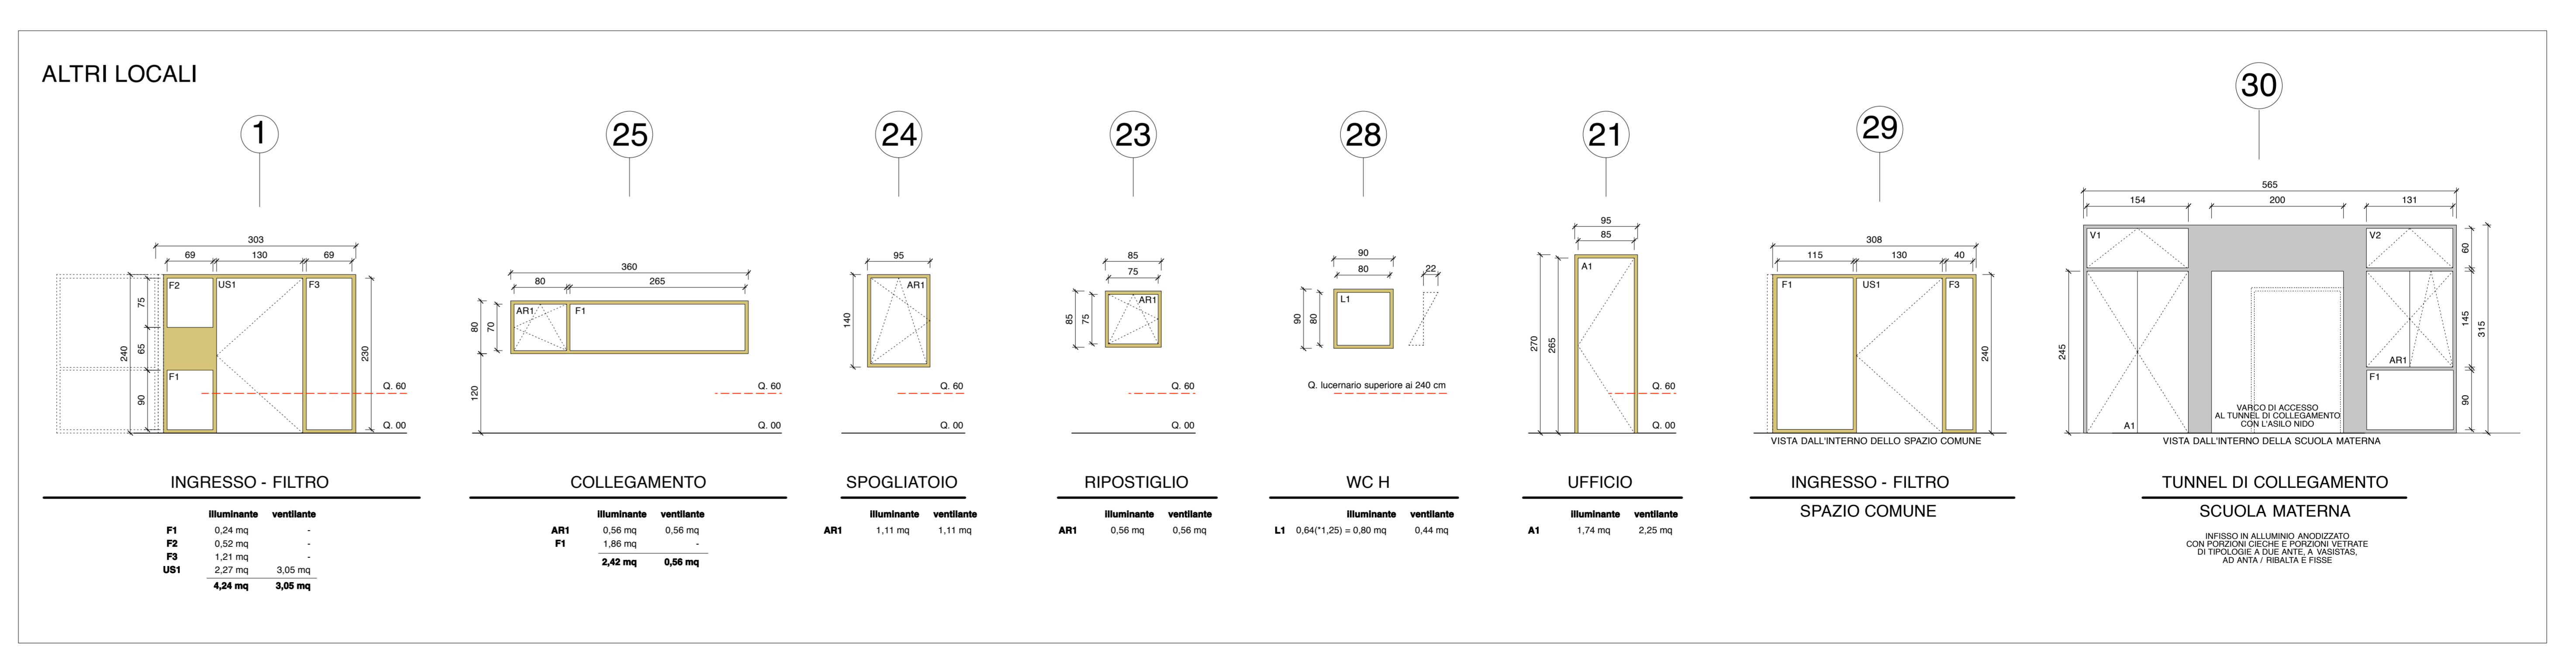 ALTRI LOCALI
1
303
69 130 69
F2 US1 F3
F1
75
65
90
240
230
Q. 60
INGRESSO - FILTRO
illuminante ventilante
F1 0,24 mq -
F2 0,52 mq -
F3 1,21 mq -
US1 2,27 mq 3,05 mq
4,24 mq 3,05 mq
25
360
80 265
AR1 F1
80
70
120
Q. 60
Q. 00
COLLEGAMENTO
illuminante ventilante
AR1 0,56 mq 0,56 mq
F1 1,86 mq -
2,42 mq 0,56 mq
24
95
AR1
140
Q. 60
Q. 00
SPOGLIATOIO
illuminante ventilante
AR1 1,11 mq 1,11 mq
23
85
75
AR1
85
75
Q. 60
Q. 00
RIPOSTIGLIO
illuminante ventilante
AR1 0,56 mq 0,56 mq
28
90
80
22
L1
90
80
Q. lucernario superiore ai 240 cm
WC H
illuminante ventilante
L1 0,64(*1,25) = 0,80 mq 0,44 mq
21
95
85
A1
270
265
Q. 60
Q. 00
UFFICIO
illuminante ventilante
A1 1,74 mq 2,25 mq
29
308
115 130 40
F1 US1 F3
240
VISTA DALL'INTERNO DELLO SPAZIO COMUNE
INGRESSO - FILTRO
SPAZIO COMUNE
30
565
154 200 131
V1 V2
60
145
315
245
AR1
F1
90
A1
VARCO DI ACCESSO
AL TUNNEL DI COLLEGAMENTO
CON L'ASILO NIDO
VISTA DALL'INTERNO DELLA SCUOLA MATERNA
TUNNEL DI COLLEGAMENTO
SCUOLA MATERNA
INFISSO IN ALLUMINIO ANODIZZATO
CON PORZIONI CIECHE E PORZIONI VETRATE
DI TIPOLOGIE A DUE ANTE, A VASISTAS,
AD ANTA / RIBALTA E FISSE